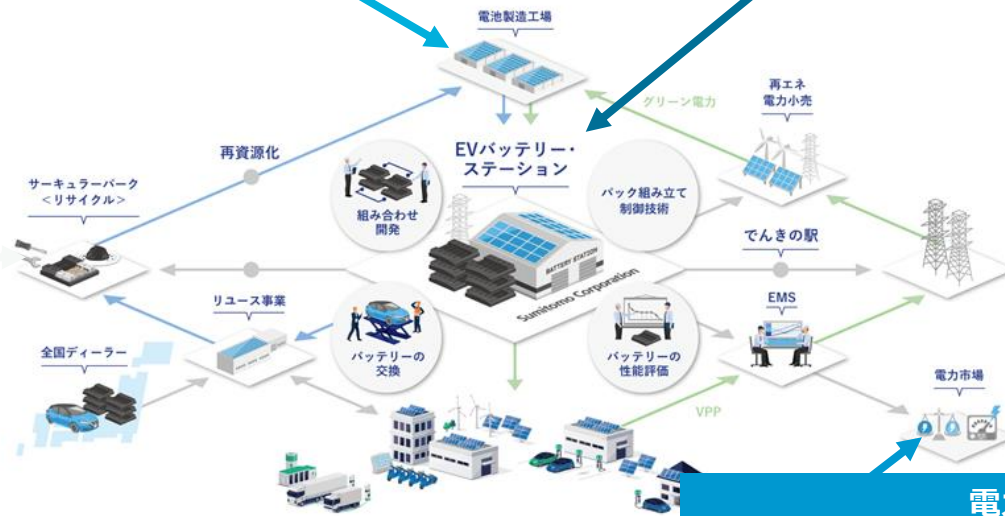 電池製造工場
グリーン電力
再エネ
電力小売
再資源化
EVバッテリー・
ステーション
サーキュラーパーク
<リサイクル>
組み合わせ
開発
パック組み立て
制御技術
でんきの駅
BATTERY STATION
Sumitomo Corporation
リユース事業
EMS
全国ディーラー
バッテリーの
交換
バッテリーの
性能評価
電力市場
VPP